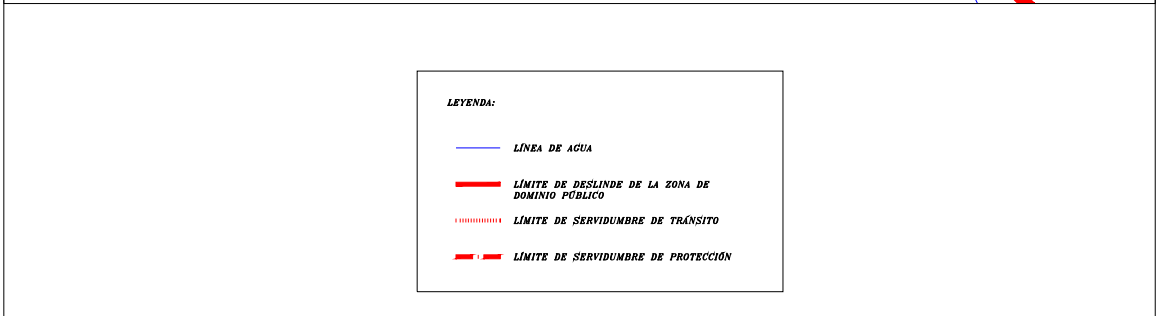 LEYENDA:
LÍNEA DE AGUA
LÍMITE DE DESLINDE DE LA ZONA DE
DOMINIO PÚBLICO
LÍMITE DE SERVIDUMBRE DE TRÁNSITO
LÍMITE DE SERVIDUMBRE DE PROTECCIÓN